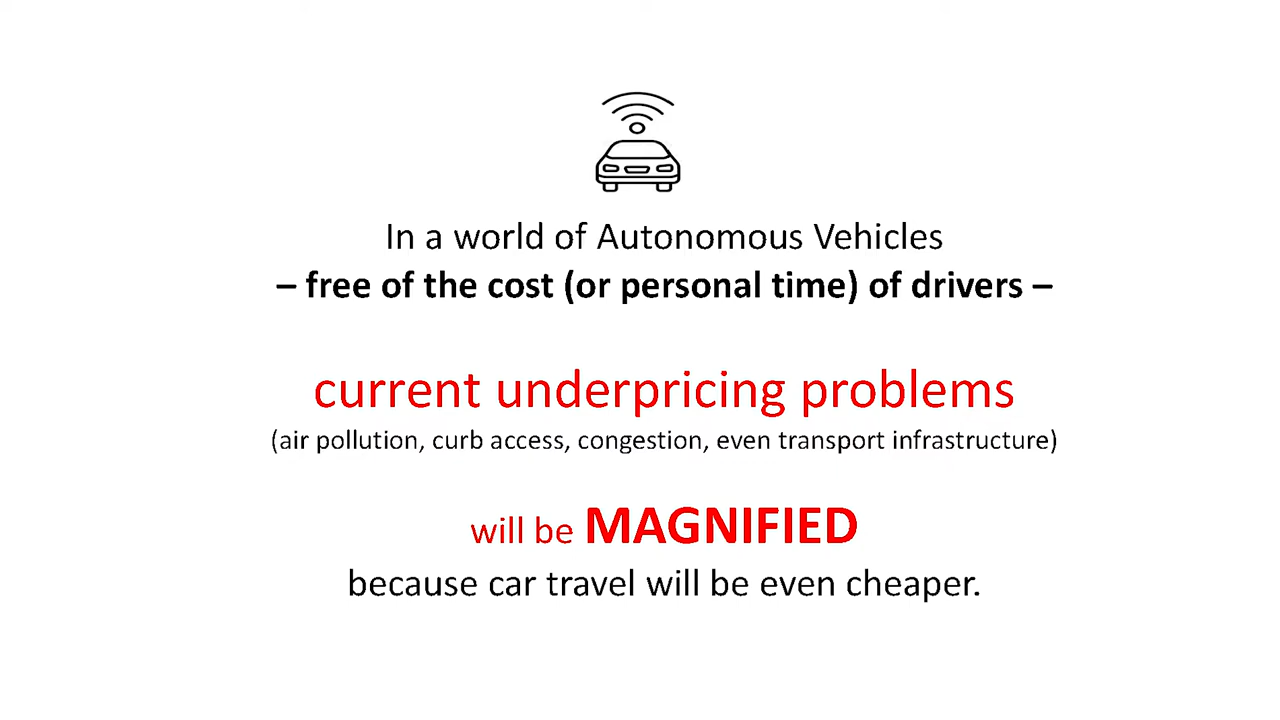 In a world of Autonomous Vehicles
– free of the cost (or personal time) of drivers –
current underpricing problems
(air pollution, curb access, congestion, even transport infrastructure)
will be MAGNIFIED
because car travel will be even cheaper.